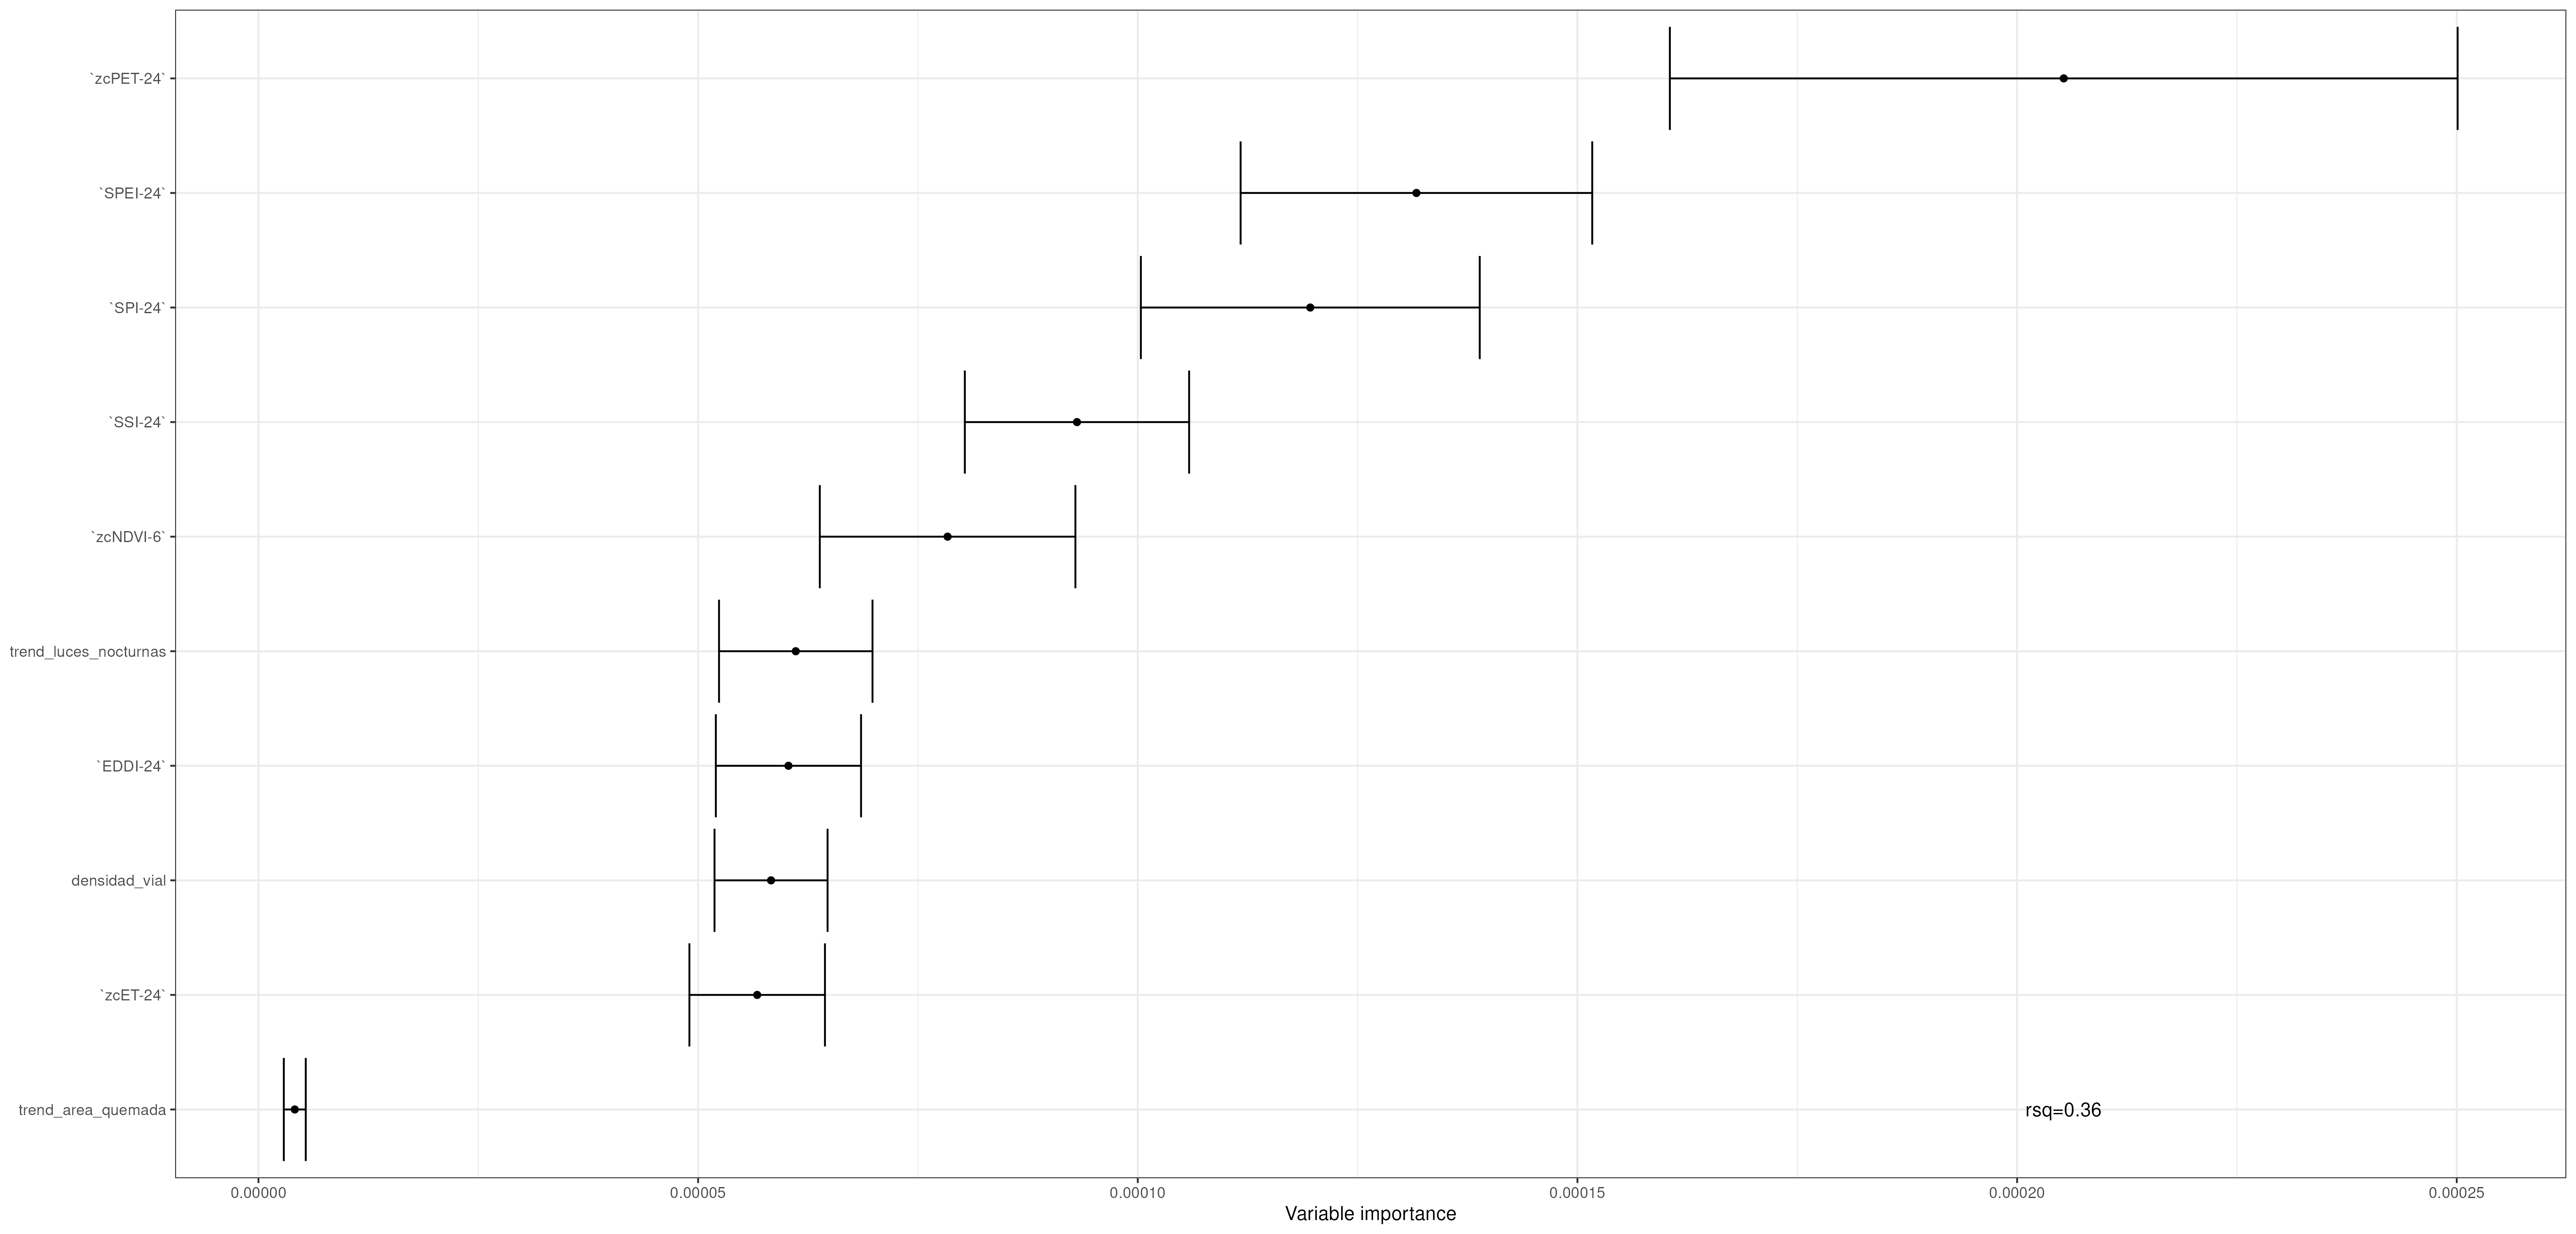 `zcPET-24`
`SPEI-24`
`SPI-24`
`SSI-24`
`zcNDVI-6`
trend_luces_nocturnas
`EDDI-24`
densidad_vial
`zcET-24`
trend_area_quemada
rsq=0.36
0.00000 0.00005 0.00010 0.00015 0.00020 0.00025
Variable importance